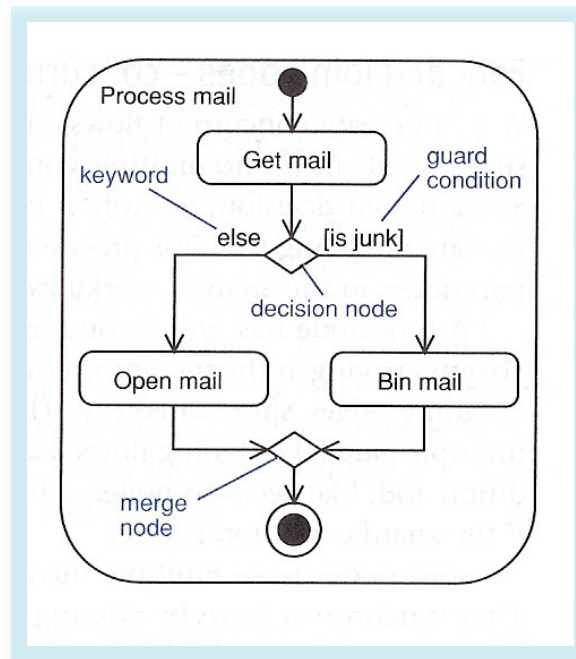 Process mail
Get mail
keyword
guard
condition
else
[is junk]
decision node
Open mail
Bin mail
merge
node